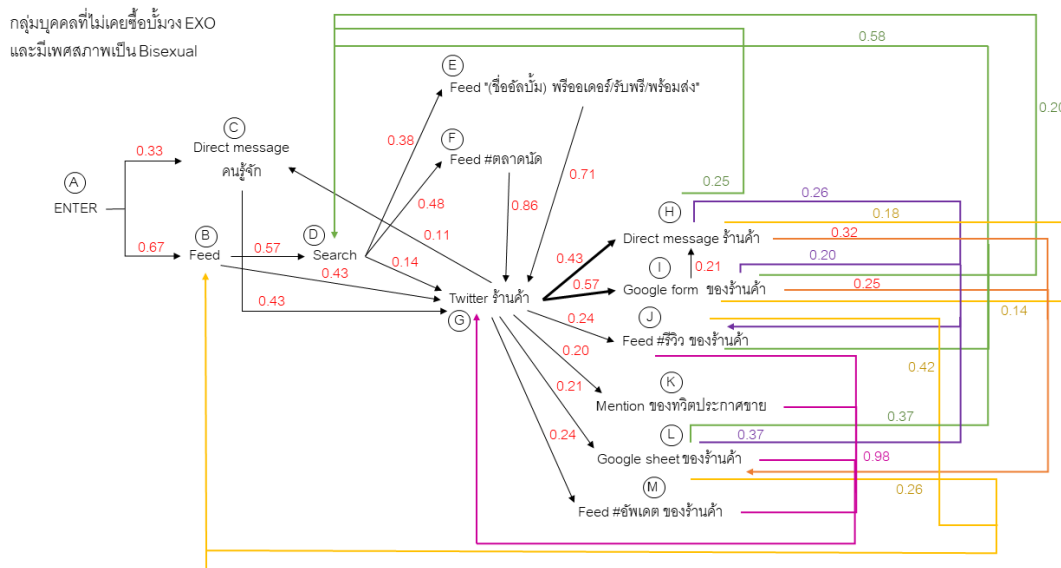 กลุ่มบุคคลที่ไม่เคยซื้อบั้มวง EXO
และมีเพศสภาพเป็น Bisexual
0.58
E
Feed "(ชื่ออัลบั้ม) พรีออเดอร์/รับพรี/พร้อมส่ง"
0.20
C
Direct message
คนรู้จัก
0.38
F
Feed #ตลาดนัด
0.33
0.71
A
ENTER
0.48
0.86
0.25
0.26
H
Direct message ร้านค้า
0.18
0.32
B
Feed
0.67
0.57
D
Search
0.11
0.43
0.14
0.43
0.21
0.20
I
Google form ของร้านค้า
0.25
0.57
0.14
Twitter ร้านค้า
G
0.43
0.24
J
Feed #รีวิว ของร้านค้า
0.20
0.42
K
Mention ของทวิตประกาศขาย
0.21
0.37
L
Google sheet ของร้านค้า
0.37
0.98
0.24
M
Feed #อัพเดต ของร้านค้า
0.26